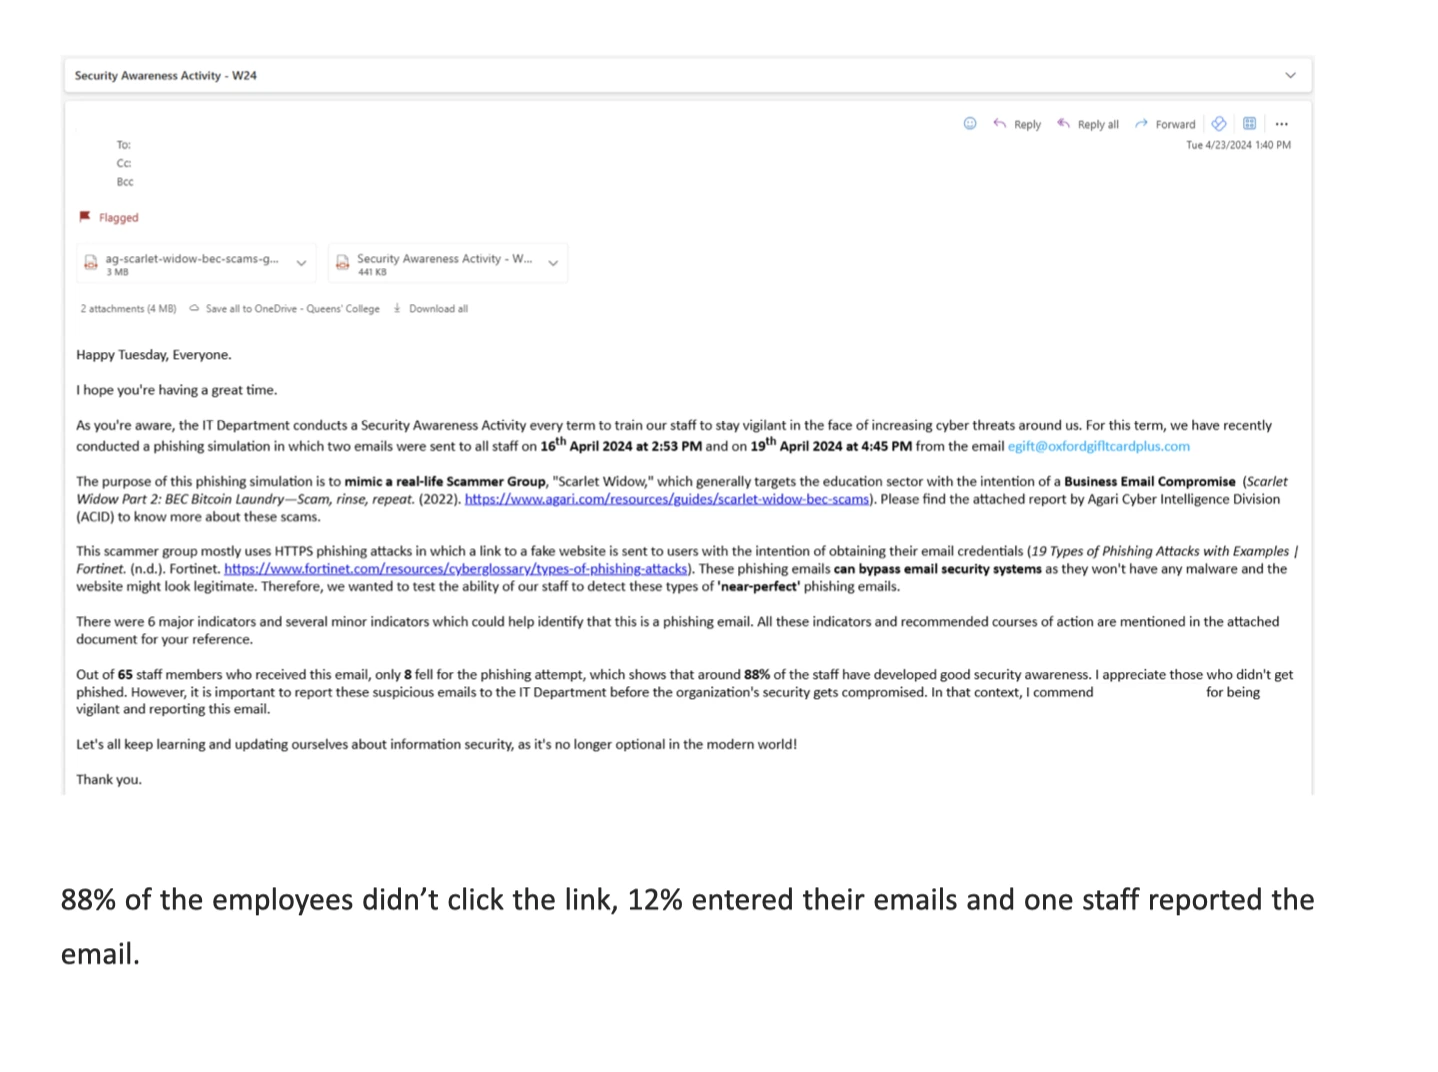 Security Awareness Activity - W24
Reply
Reply all
Forward
To:
Tue 4/23/2024 1:40 PM
Cc:
Bcc
Flagged
ag-scarlet-widow-bec-scams-g...
3 MB
Security Awareness Activity - W...
441 KB
2 attachments (4 MB) Save all to OneDrive - Queens' College Download all
Happy Tuesday, Everyone.
I hope you're having a great time.
As you're aware, the IT Department conducts a Security Awareness Activity every term to train our staff to stay vigilant in the face of increasing cyber threats around us. For this term, we have recently
conducted a phishing simulation in which two emails were sent to all staff on 16th April 2024 at 2:53 PM and on 19th April 2024 at 4:45 PM from the email egift@oxfordgifltcardplus.com
The purpose of this phishing simulation is to mimic a real-life Scammer Group, "Scarlet Widow," which generally targets the education sector with the intention of a Business Email Compromise (Scarlet
Widow Part 2: BEC Bitcoin Laundry—Scam, rinse, repeat. (2022). https://www.agari.com/resources/guides/scarlet-widow-bec-scams). Please find the attached report by Agari Cyber Intelligence Division
(ACID) to know more about these scams.
This scammer group mostly uses HTTPS phishing attacks in which a link to a fake website is sent to users with the intention of obtaining their email credentials (19 Types of Phishing Attacks with Examples |
Fortinet. (n.d.). Fortinet. https://www.fortinet.com/resources/cyberglossary/types-of-phishing-attacks). These phishing emails can bypass email security systems as they won't have any malware and the
website might look legitimate. Therefore, we wanted to test the ability of our staff to detect these types of 'near-perfect' phishing emails.
There were 6 major indicators and several minor indicators which could help identify that this is a phishing email. All these indicators and recommended courses of action are mentioned in the attached
document for your reference.
Out of 65 staff members who received this email, only 8 fell for the phishing attempt, which shows that around 88% of the staff have developed good security awareness. I appreciate those who didn't get
phished. However, it is important to report these suspicious emails to the IT Department before the organization's security gets compromised. In that context, I commend for being
vigilant and reporting this email.
Let's all keep learning and updating ourselves about information security, as it's no longer optional in the modern world!
Thank you.
88% of the employees didn’t click the link, 12% entered their emails and one staff reported the
email.